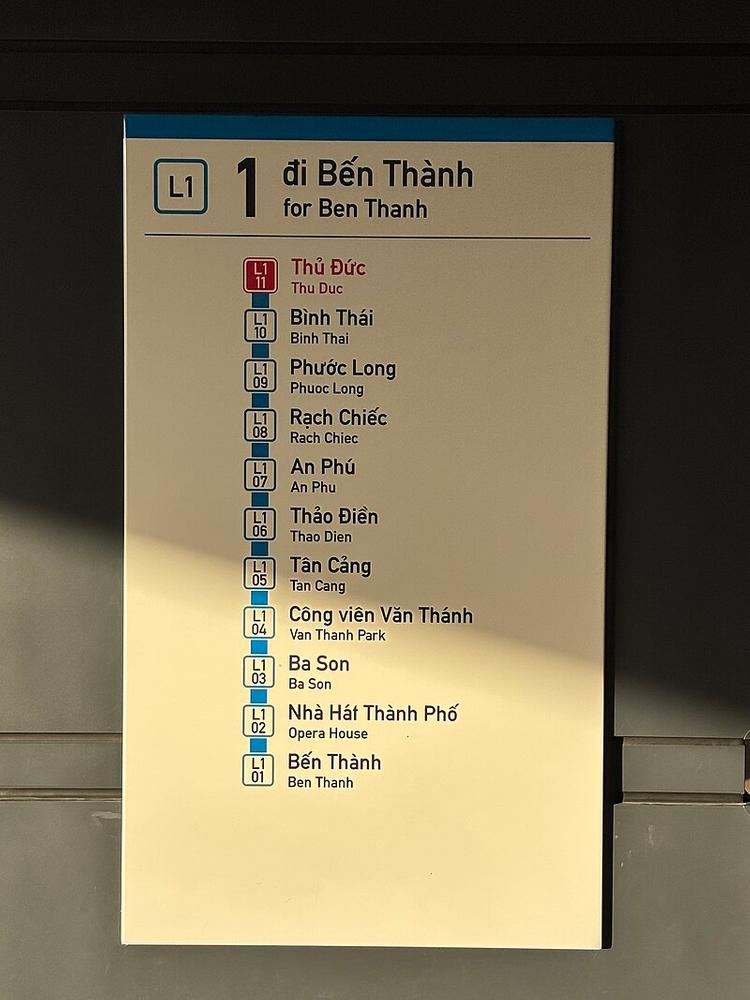 L1
1
đi Bến Thành
for Ben Thanh
L1
11
Thủ Đức
Thu Duc
L1
10
Bình Thái
Binh Thai
L1
09
Phước Long
Phuoc Long
L1
08
Rạch Chiếc
Rach Chiec
L1
07
An Phú
An Phu
L1
06
Thảo Điền
Thao Dien
L1
05
Tân Cảng
Tan Cang
L1
04
Công viên Văn Thánh
Van Thanh Park
L1
03
Ba Son
Ba Son
L1
02
Nhà Hát Thành Phố
Opera House
L1
01
Bến Thành
Ben Thanh